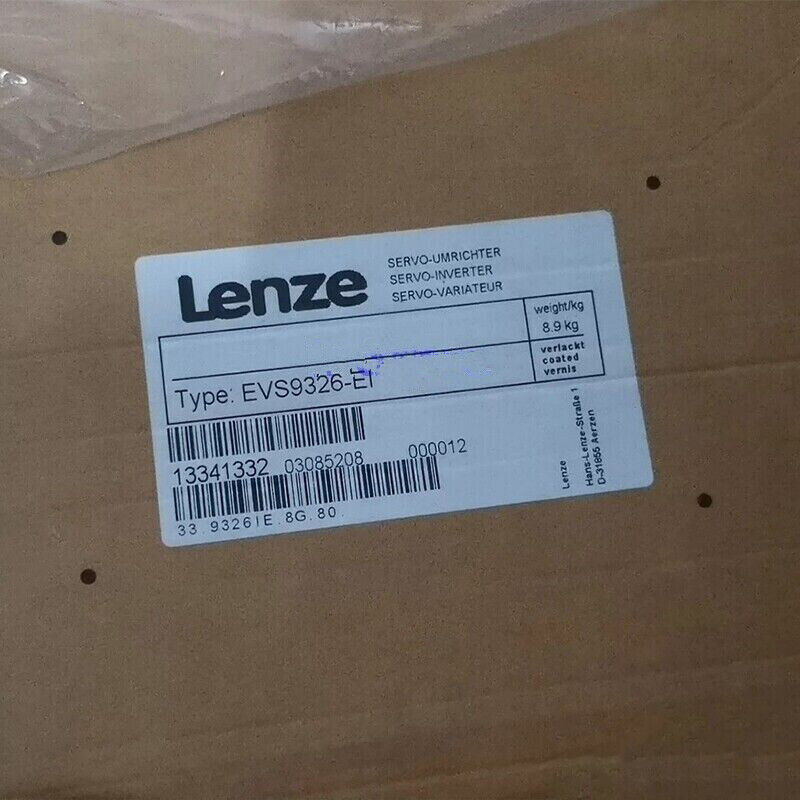 Lenze
SERVO-UMRICHTER
SERVO-INVERTER
SERVO-VARIATEUR
weight/kg
8.9 kg
Type: EVS9326-EI
verlackt
coated
vernis
13341332 03085208 000012
33.9326IE.8G.80.
Lenze
Hans-Lenze-Straße 1
D-31855 Aerzen